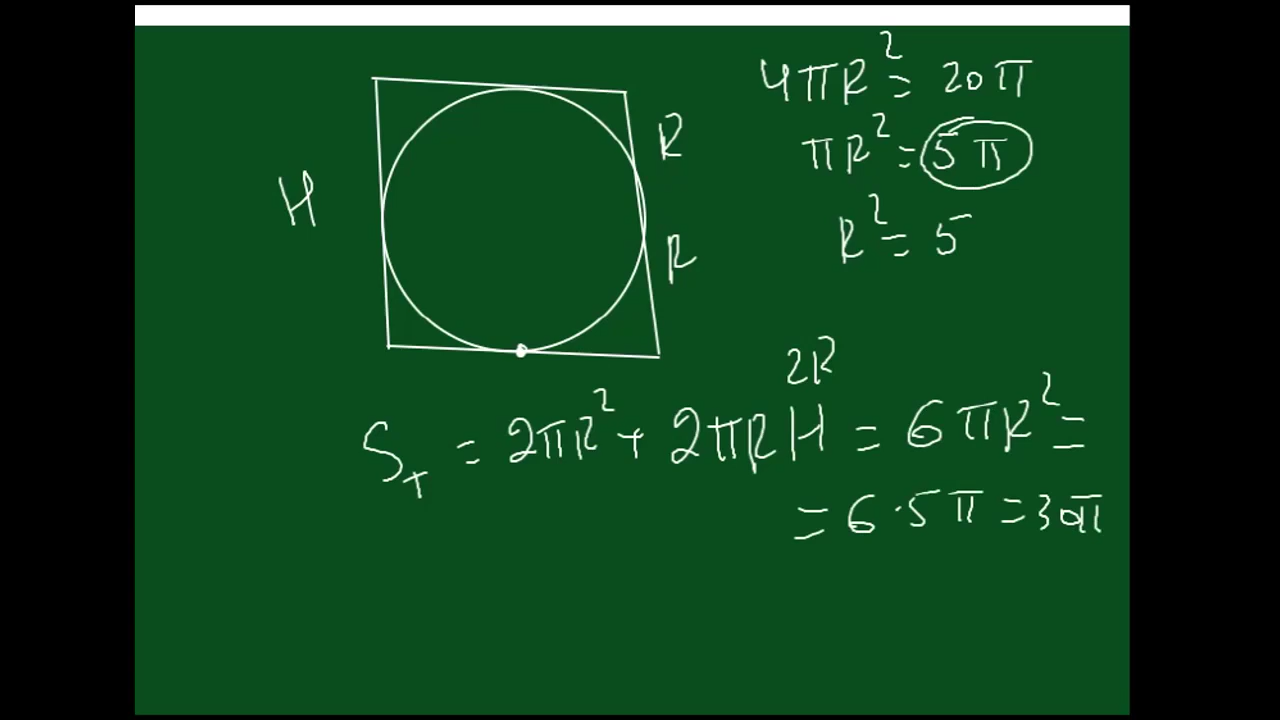 4πR² = 20π
πR² = 5π
R² = 5
H
R
R
2R
S_T = 2πR² + 2πRH = 6πR² =
= 6·5π = 30π